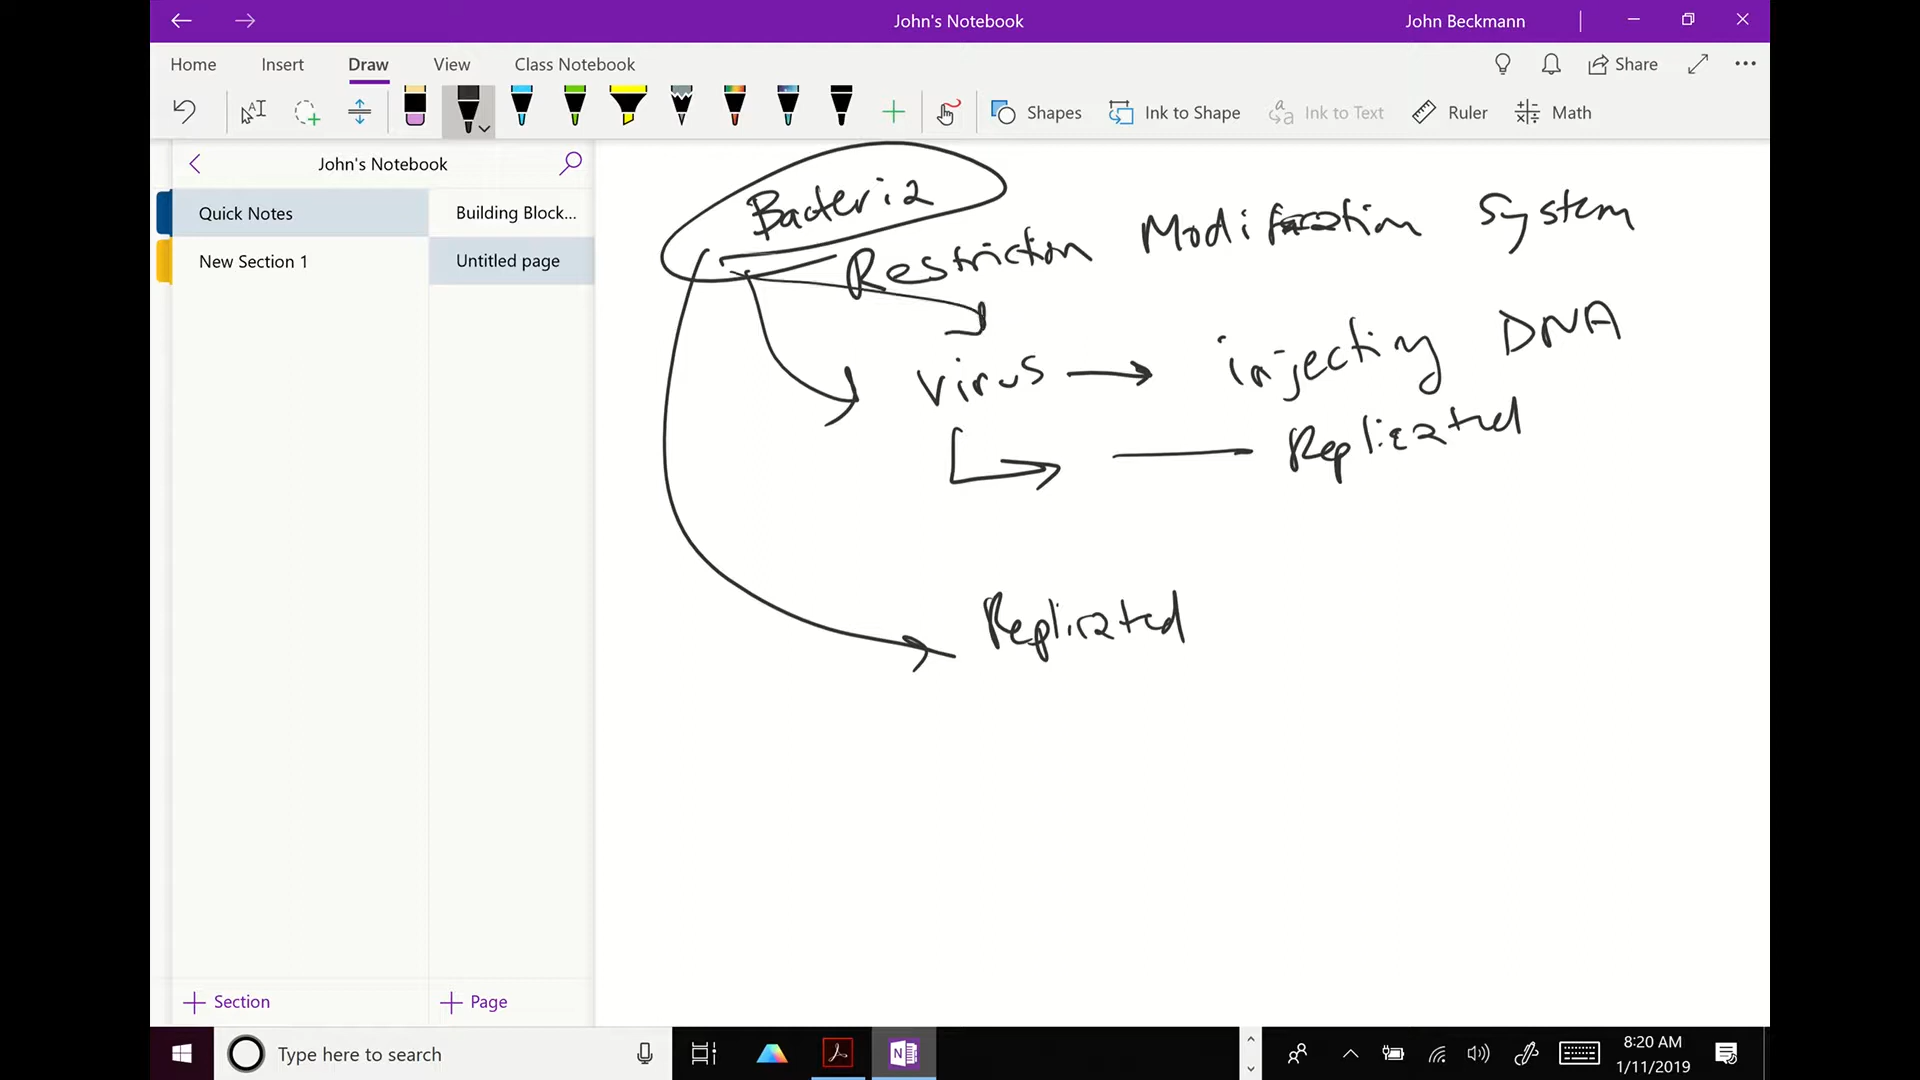 John's Notebook
John Beckmann
Home Insert Draw View Class Notebook
Share
Shapes Ink to Shape Ink to Text Ruler Math
John's Notebook
Quick Notes
New Section 1
Building Block...
Untitled page
Bacteria
Restriction Modification System
virus → injecting DNA
Replicated
Replicated
+ Section
+ Page
Type here to search
8:20 AM
1/11/2019